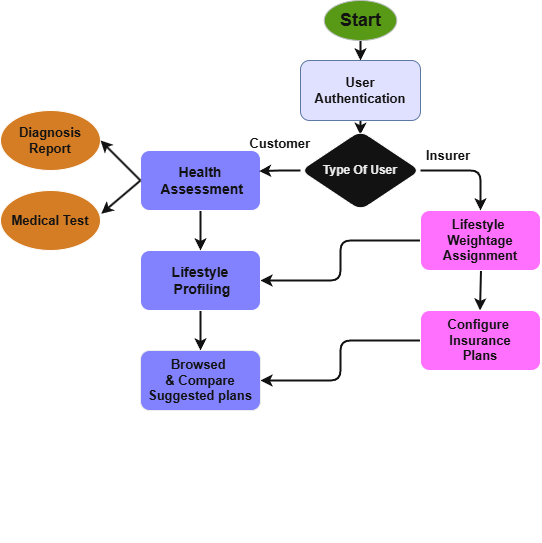 Start
User
Authentication
Type Of User
Customer
Insurer
Diagnosis
Report
Medical Test
Health
Assessment
Lifestyle
Weightage
Assignment
Lifestyle
Profiling
Configure
Insurance
Plans
Browsed
& Compare
Suggested plans